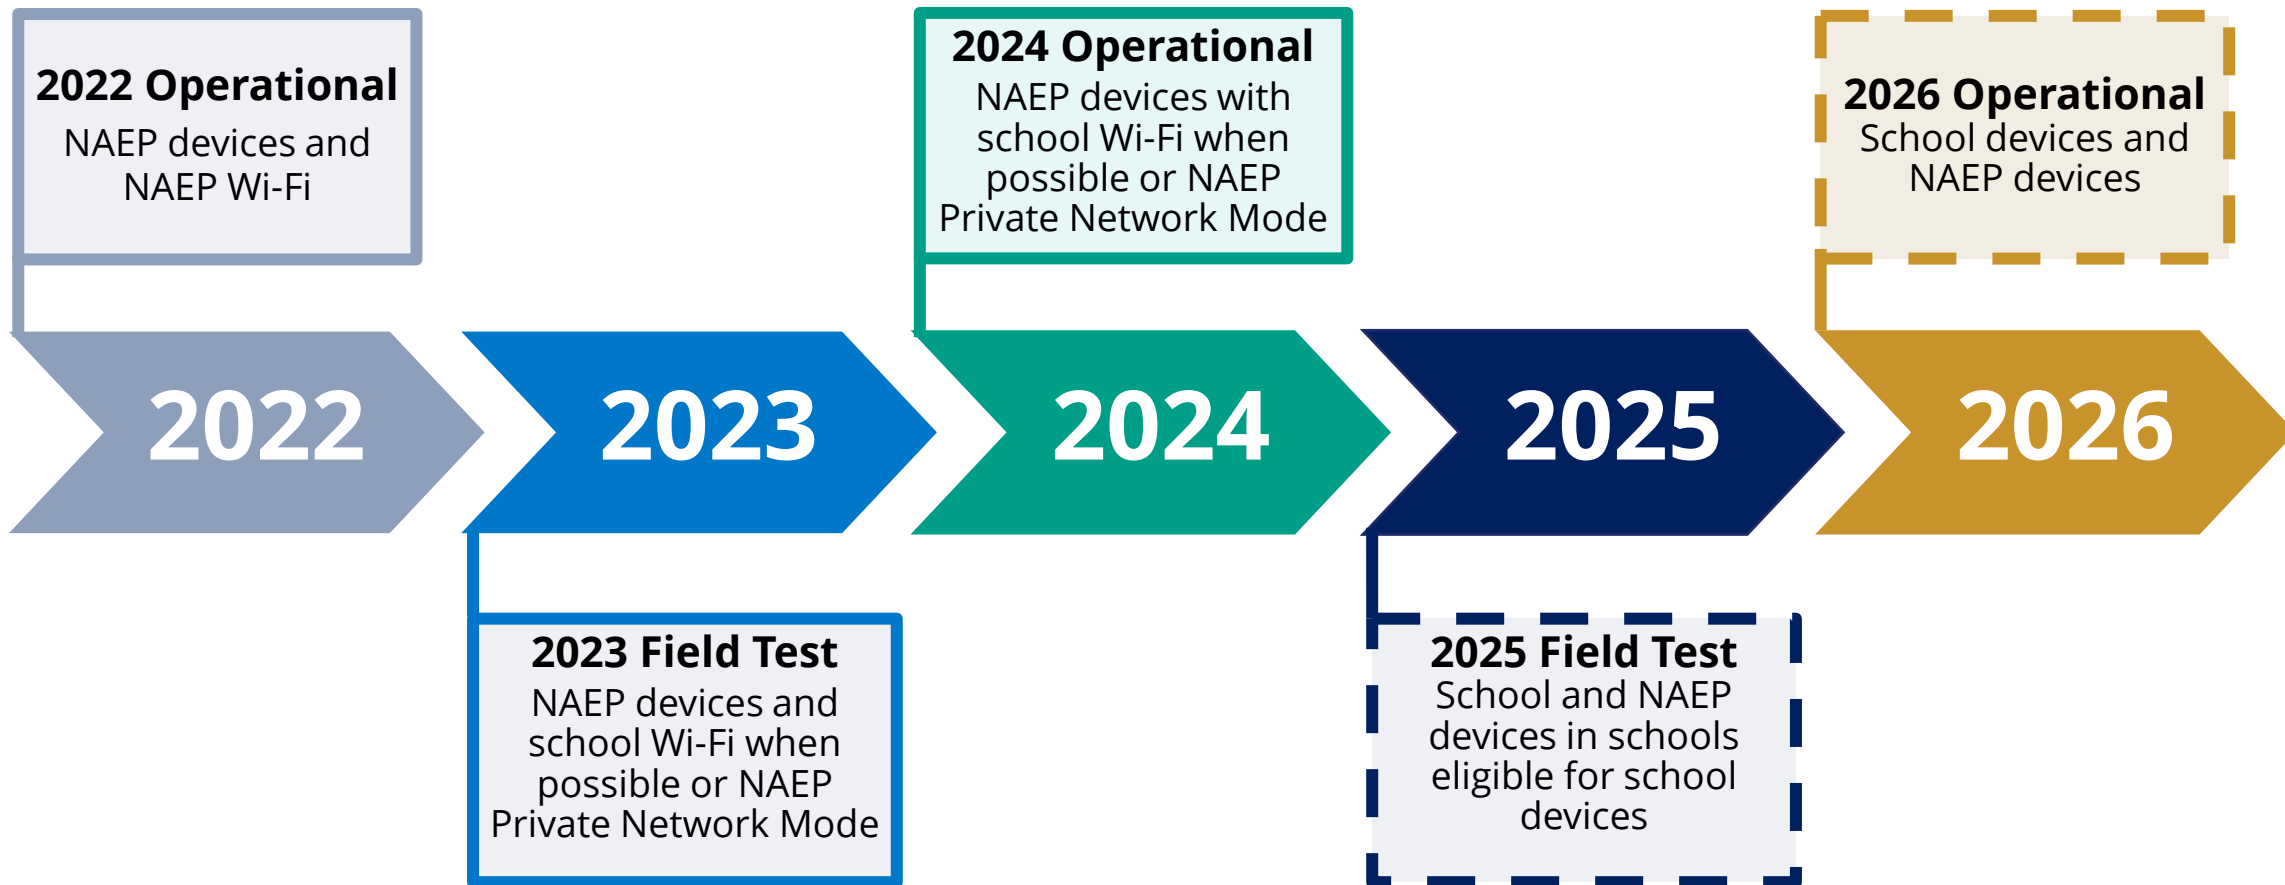 2022 Operational
NAEP devices and
NAEP Wi-Fi
2024 Operational
NAEP devices with
school Wi-Fi when
possible or NAEP
Private Network Mode
2026 Operational
School devices and
NAEP devices
2022
2023
2024
2025
2026
2023 Field Test
NAEP devices and
school Wi-Fi when
possible or NAEP
Private Network Mode
2025 Field Test
School and NAEP
devices in schools
eligible for school
devices